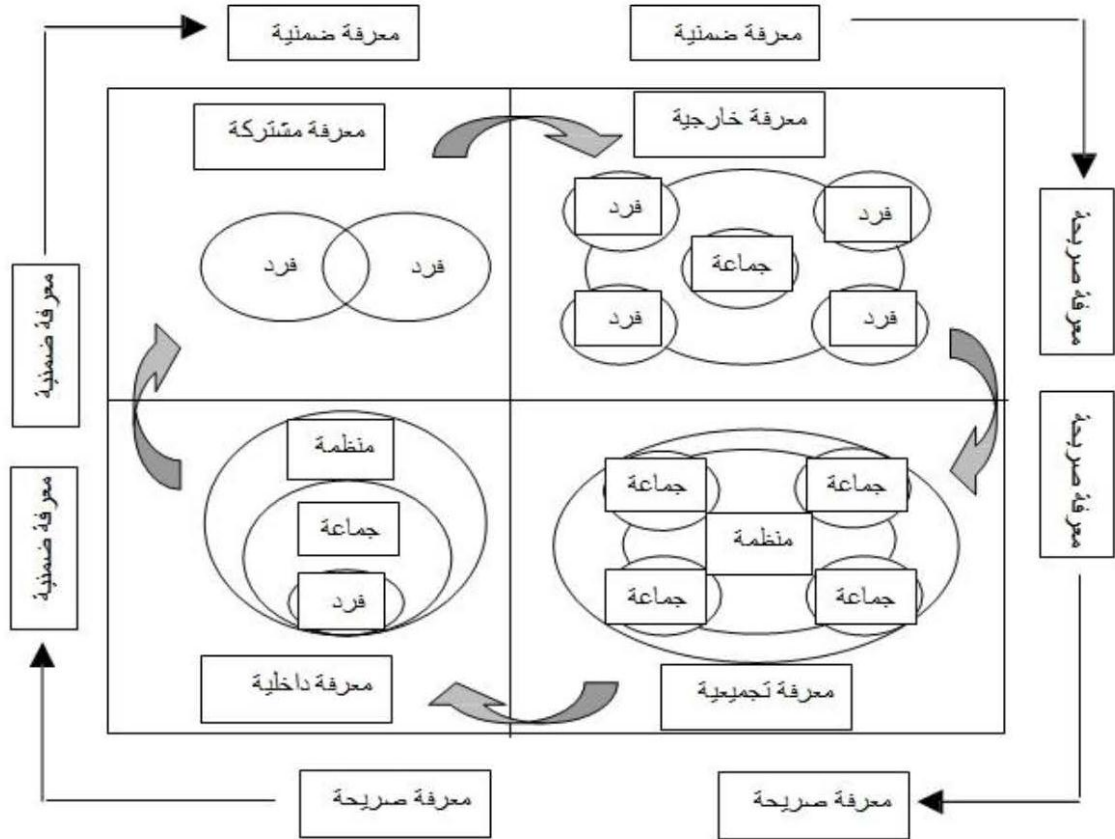 معرفة ضمنية
معرفة ضمنية
معرفة خارجية
معرفة مشتركة
فرد
فرد
جماعة
فرد
فرد
فرد
فرد
معرفة صريحة
معرفة صريحة
معرفة ضمنية
معرفة ضمنية
منظمة
جماعة
فرد
جماعة
جماعة
منظمة
جماعة
جماعة
معرفة تجميعية
معرفة داخلية
معرفة صريحة
معرفة صريحة